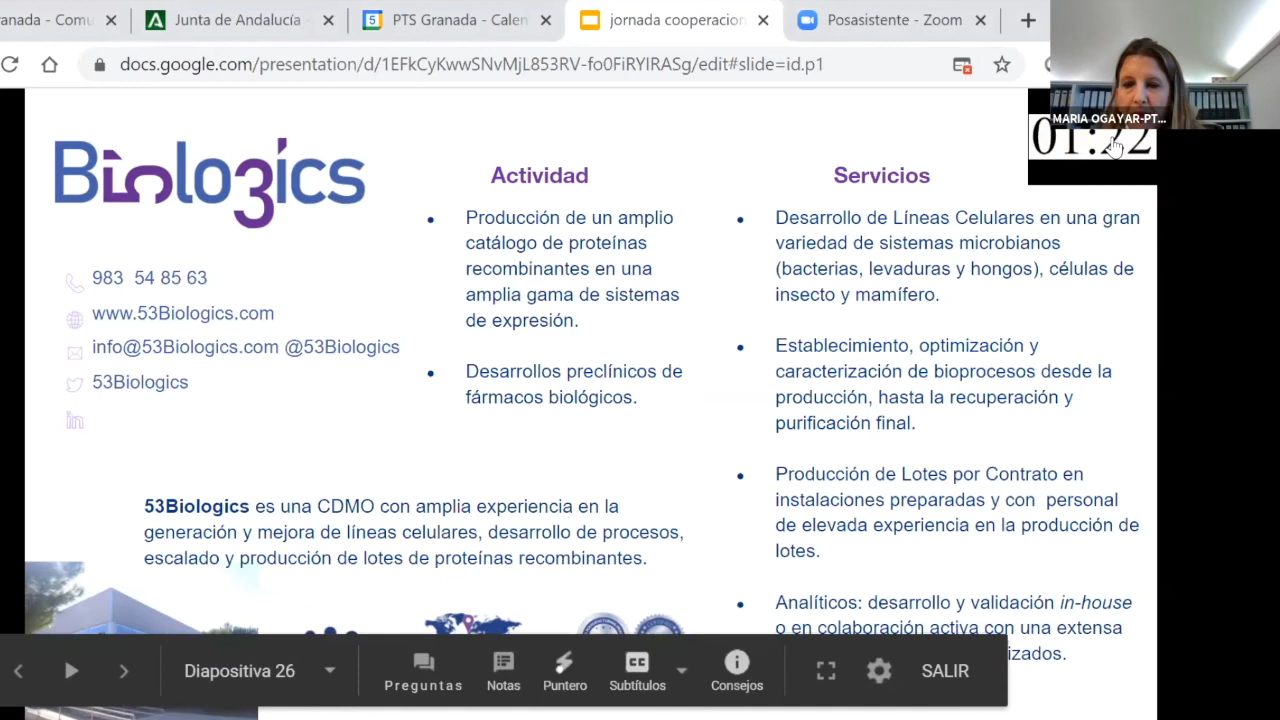 anada - Comu
Junta de Andalucía
5
PTS Granada - Calen
jornada cooperacion
Posasistente - Zoom
docs.google.com/presentation/d/1EFkCyKwwSNvMjL853RV-fo0FiRYIRASg/edit#slide=id.p1
MARIA OGAYAR-PT...
01:22
Biologics
53
983 54 85 63
www.53Biologics.com
info@53Biologics.com @53Biologics
53Biologics
in
Actividad
• Producción de un amplio
catálogo de proteínas
recombinantes en una
amplia gama de sistemas
de expresión.
• Desarrollos preclínicos de
fármacos biológicos.
53Biologics es una CDMO con amplia experiencia en la
generación y mejora de líneas celulares, desarrollo de procesos,
escalado y producción de lotes de proteínas recombinantes.
Servicios
• Desarrollo de Líneas Celulares en una gran
variedad de sistemas microbianos
(bacterias, levaduras y hongos), células de
insecto y mamífero.
• Establecimiento, optimización y
caracterización de bioprocesos desde la
producción, hasta la recuperación y
purificación final.
• Producción de Lotes por Contrato en
instalaciones preparadas y con personal
de elevada experiencia en la producción de
lotes.
• Analíticos: desarrollo y validación in-house
o en colaboración activa con una extensa
izados.
Diapositiva 26
Preguntas
Notas
Puntero
CC
Subtítulos
Consejos
SALIR